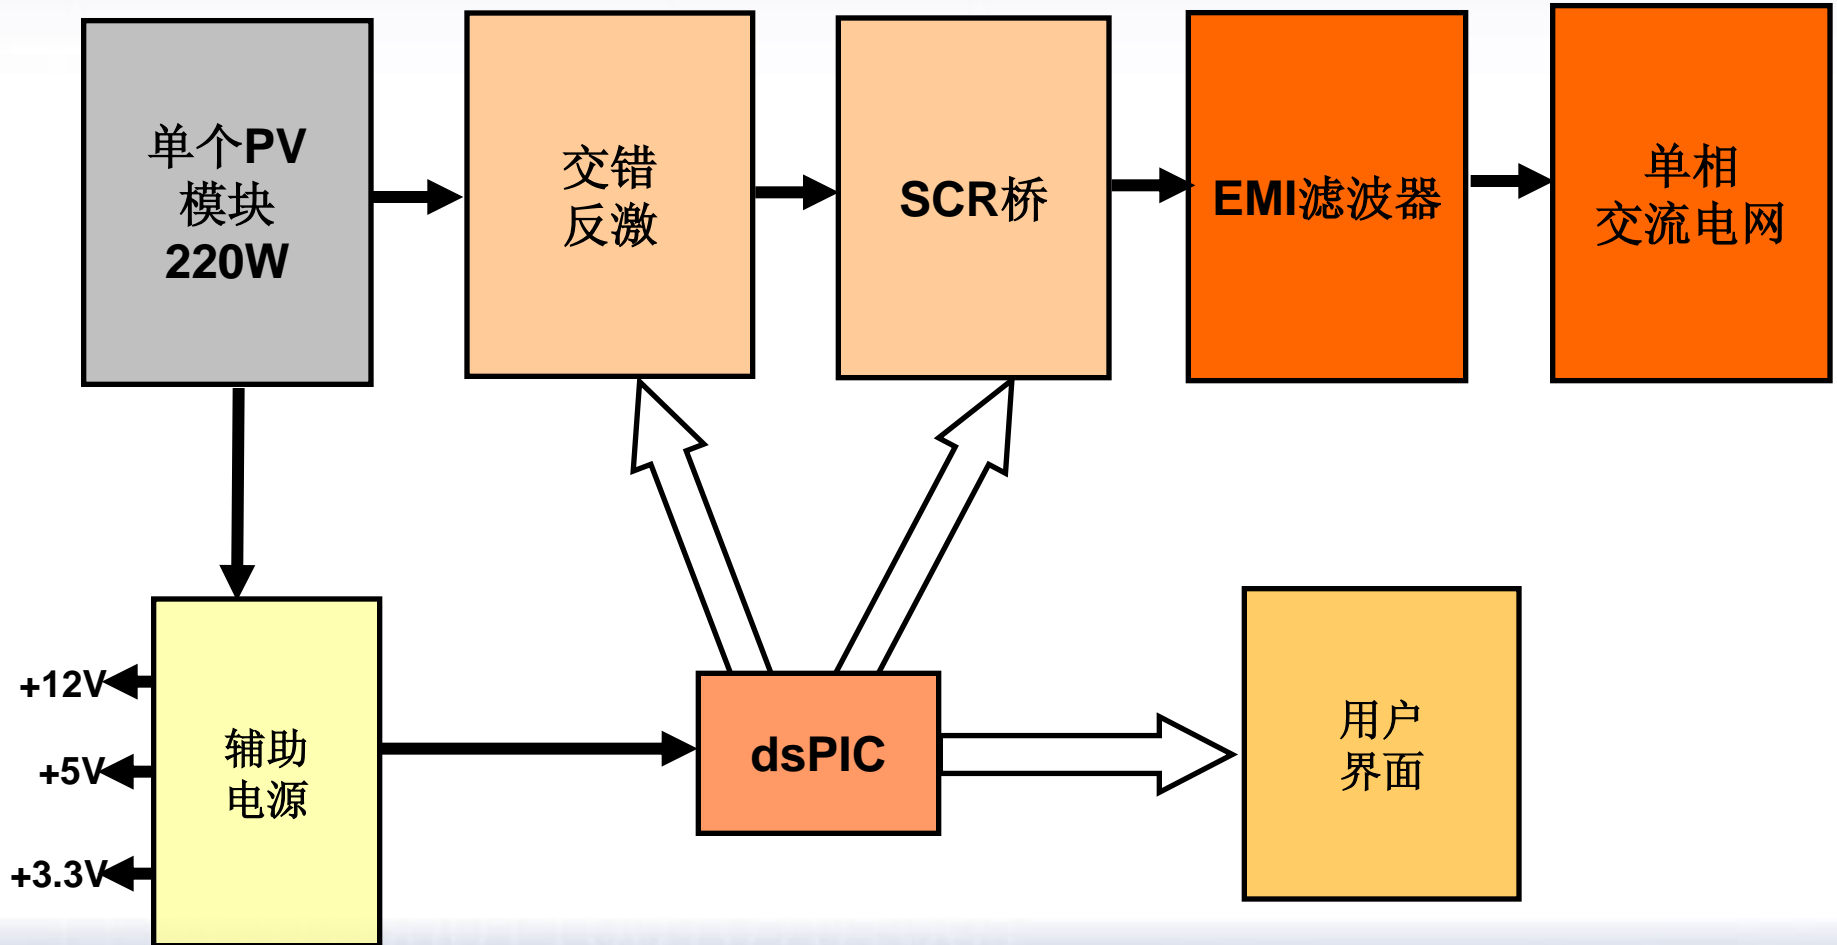 单个PV
模块
220W
交错
反激
SCR桥
EMI滤波器
单相
交流电网
+12V
+5V
+3.3V
辅助
电源
dsPIC
用户
界面